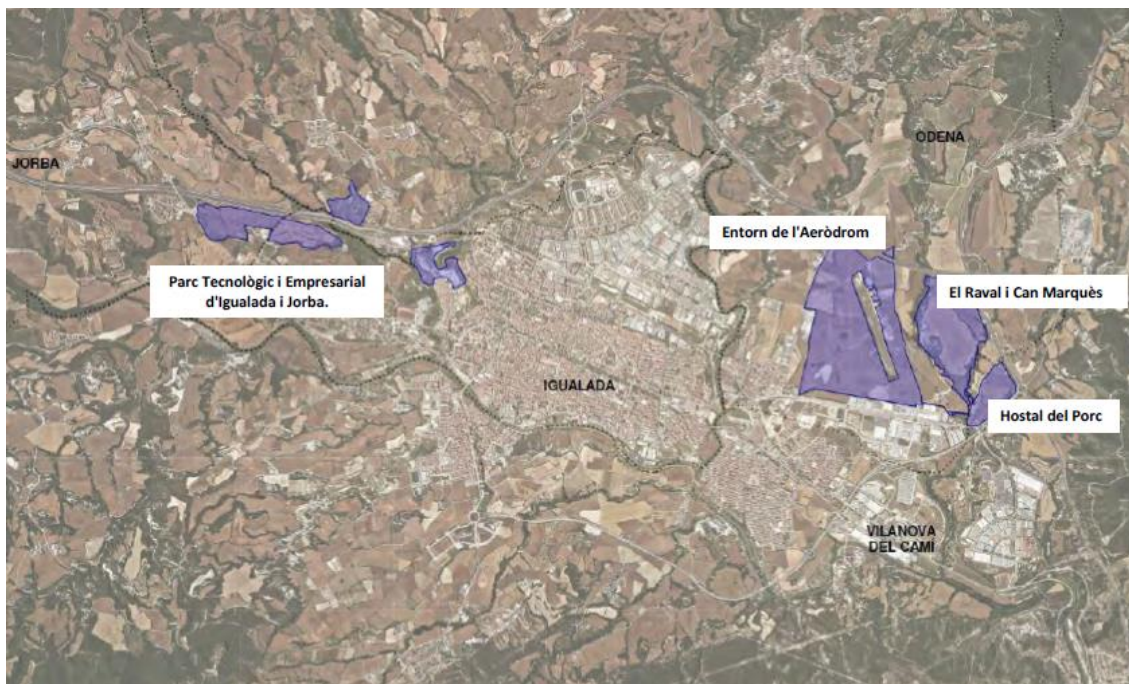 ODENA
JORBA
Entorn de l'Aeròdrom
Parc Tecnològic i Empresarial
d'Igualada i Jorba.
El Raval i Can Marquès
IGUALADA
Hostal del Porc
VILANOVA
DEL CAMÍ